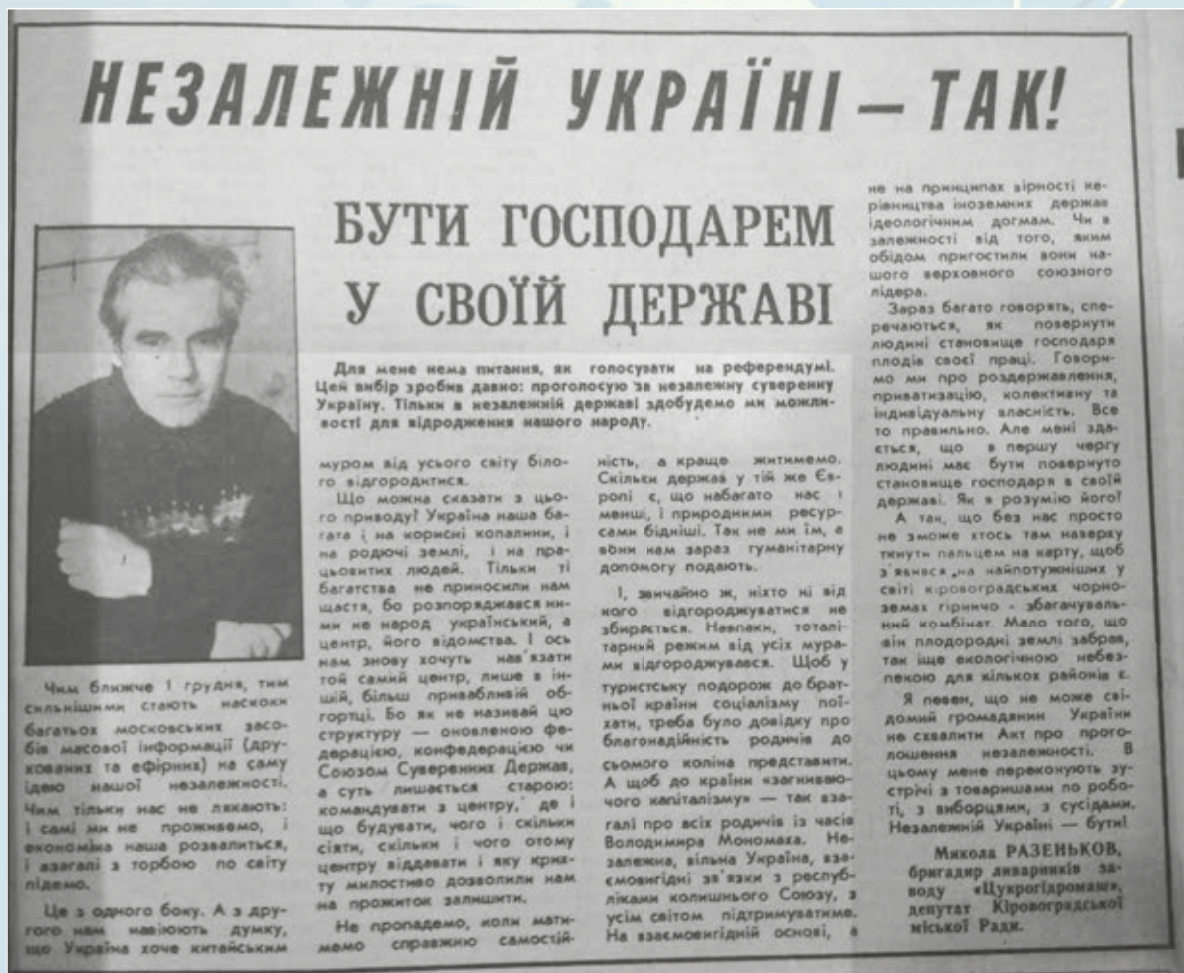 НЕЗАЛЕЖНІЙ УКРАЇНІ — ТАК!
БУТИ ГОСПОДАРЕМ
У СВОЇЙ ДЕРЖАВІ
Для мене нема питання, як голосувати на референдумі.
Цей вибір зробив давно: проголосую за незалежну суверенну
Україну. Тільки в незалежній державі здобудемо ми можли-
вості для відродження нашого народу.
Чим ближче 1 грудня, тим
сильнішими стають наскоки
багатьох московських засо-
бів масової інформації (дру-
кованих та ефірних) на саму
ідею нашої незалежності.
Чим тільки нас не лякають:
і самі ми не проживемо, і
економіка наша розвалиться,
і взагалі з торбою по світу
підемо.
Це з одного боку. А з дру-
гого нам навіюють думку,
що Україна хоче китайським
муром від усього світу біло-
го відгородитися.
Що можна сказати з цьо-
го приводу? Україна наша ба-
гата і на корисні копалини, і
на родючі землі, і на пра-
цьовитих людей. Тільки ті
багатства не приносили нам
щастя, бо розпоряджався ни-
ми не народ український, а
центр, його відомства. І ось
нам знову хочуть нав'язати
той самий центр, лише в ін-
шій, більш привабливій об-
гортці. Бо як не називай цю
структуру — оновленою фе-
дерацією, конфедерацією чи
Союзом Суверенних Держав,
а суть лишається старою:
командувати з центру, де і
що будувати, чого і скільки
сіяти, скільки і чого отому
центру віддавати і яку крих-
ту милостиво дозволили нам
на прожиток залишити.
Не пропадемо, коли мати-
мемо справжню самостій-
ність, а краще житимемо.
Скільки держав у тій же Єв-
ропі є, що набагато нас і
менші, і природними ресур-
сами бідніші. Так не ми їм, а
вони нам зараз гуманітарну
допомогу подають.
І, звичайно ж, ніхто ні від
кого відгороджуватися не
збирається. Навпаки, тоталі-
тарний режим від усіх мура-
ми відгороджувався. Щоб у
туристську подорож до брат-
ньої країни соціалізму пої-
хати, треба було довідку про
благонадійність родичів до
сьомого коліна представити.
А щоб до країни «загниваю-
чого капіталізму» — так вза-
галі про всіх родичів із часів
Володимира Мономаха. Не-
залежна, вільна Україна, вза-
ємовигідні зв'язки з респуб-
ліками колишнього Союзу, з
усім світом підтримуватиме.
На взаємовигідній основі, а
не на принципах вірності ке-
рівництва іноземних держав
ідеологічним догмам. Чи в
залежності від того, яким
обідом пригостили вони на-
шого верховного союзного
лідера.
Зараз багато говорять, спе-
речаються, як повернути
людині становище господаря
плодів своєї праці. Говори-
мо ми про роздержавлення,
приватизацію, колективну та
індивідуальну власність. Все
то правильно. Але мені зда-
ється, що в першу чергу
людині має бути повернуто
становище господаря в своїй
державі. Як я розумію його?
А так, що без нас просто
не зможе хтось там наверху
ткнути пальцем на карту, щоб
з'явився на найпотужніших у
світі кіровоградських чорно-
земах гірничо - збагачуваль-
ний комбінат. Мало того, що
він плодородні землі забрав,
так іще екологічною небез-
пекою для кількох районів є.
Я певен, що не може сві-
домий громадянин України
не схвалити Акт про прого-
лошення незалежності. В
цьому мене переконують зу-
стрічі з товаришами по робо-
ті, з виборцями, з сусідами.
Незалежній Україні — бути!
Микола РАЗЕНЬКОВ,
бригадир ливарників за-
воду «Цукрогідромаш»,
депутат Кіровоградської
міської Ради.